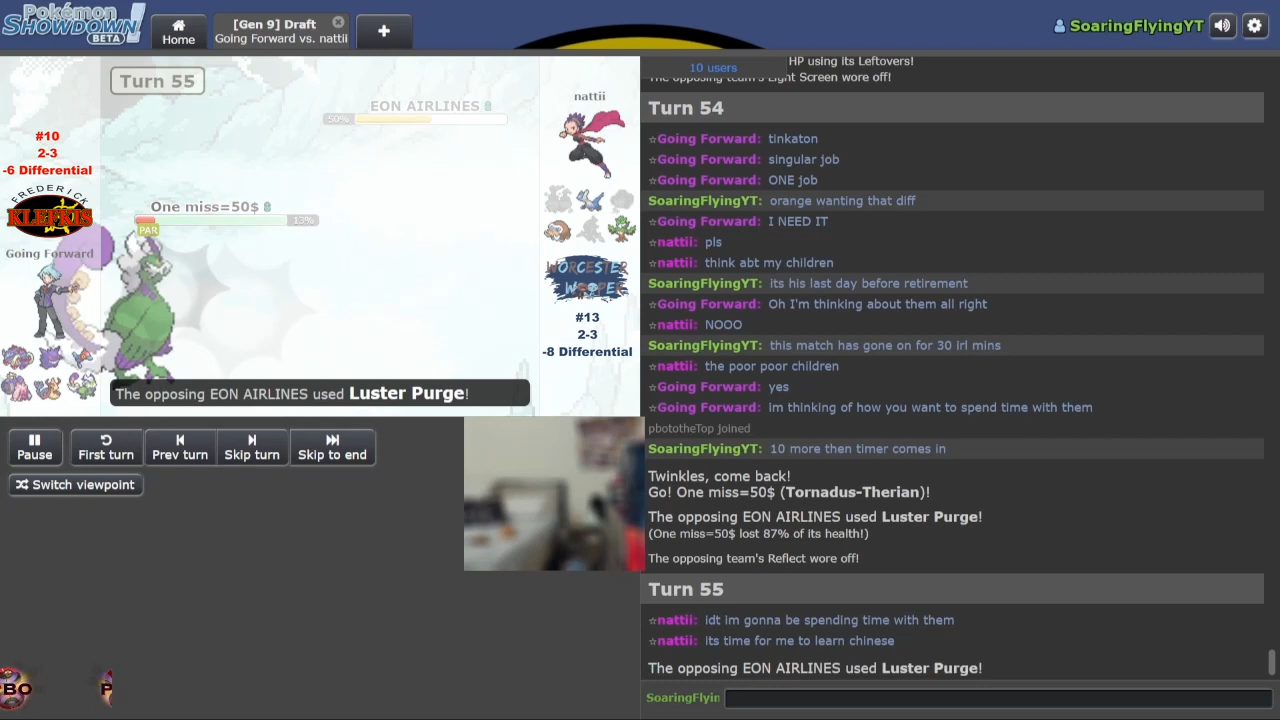 Pokémon
SHOWDOWN!
BETA
Home
[Gen 9] Draft
Going Forward vs. nattii
SoaringFlyingYT
Turn 55
EON AIRLINES
50%
#10
2-3
-6 Differential
FREDERICK
KLEFKIS
Going Forward
One miss=50$
13%
PAR
nattii
WORCESTER
WOOPER
#13
2-3
-8 Differential
The opposing EON AIRLINES used Luster Purge!
Pause
First turn
Prev turn
Skip turn
Skip to end
Switch viewpoint
10 users
HP using its Leftovers!
The opposing team's Light Screen wore off!
Turn 54
☆Going Forward: tinkaton
☆Going Forward: singular job
☆Going Forward: ONE job
SoaringFlyingYT: orange wanting that diff
☆Going Forward: I NEED IT
☆nattii: pls
☆nattii: think abt my children
SoaringFlyingYT: its his last day before retirement
☆Going Forward: Oh I'm thinking about them all right
☆nattii: NOOO
SoaringFlyingYT: this match has gone on for 30 irl mins
☆nattii: the poor poor children
☆Going Forward: yes
☆Going Forward: im thinking of how you want to spend time with them
pbototheTop joined
SoaringFlyingYT: 10 more then timer comes in
Twinkles, come back!
Go! One miss=50$ (Tornadus-Therian)!
The opposing EON AIRLINES used Luster Purge!
(One miss=50$ lost 87% of its health!)
The opposing team's Reflect wore off!
Turn 55
☆nattii: idt im gonna be spending time with them
☆nattii: its time for me to learn chinese
The opposing EON AIRLINES used Luster Purge!
SoaringFlyin
BO
P